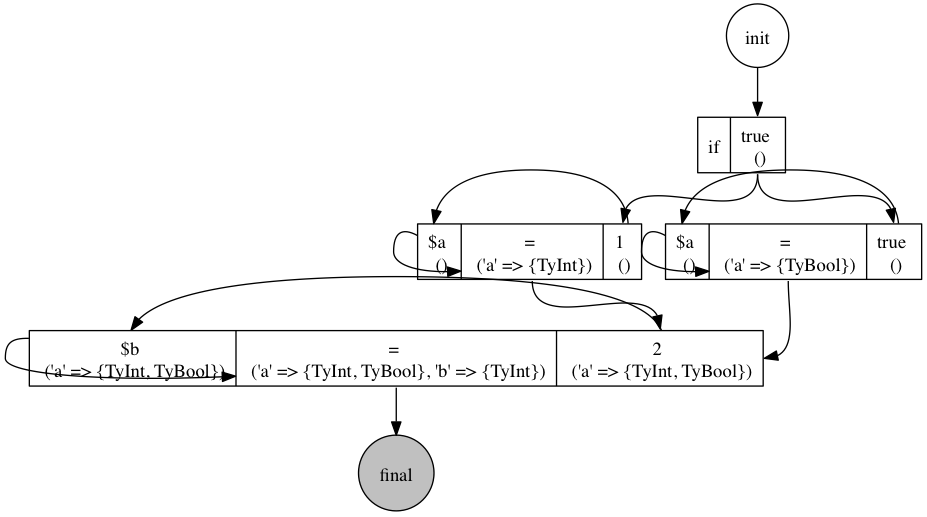 init
if
true
()
$a
()
=
('a' => {TyInt})
1
()
$a
()
=
('a' => {TyBool})
true
()
$b
('a' => {TyInt, TyBool})
=
('a' => {TyInt, TyBool}, 'b' => {TyInt})
2
('a' => {TyInt, TyBool})
final